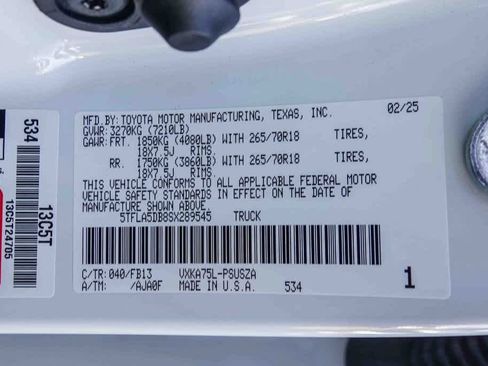 MFD.BY:TOYOTA MOTOR MANUFACTURING, TEXAS, INC. 02/25
GVWR: 3270KG (7210LB)
GAWR: FRT. 1850KG (4080LB) WITH 265/70R18 TIRES,
18X7.5J RIMS,
RR. 1750KG (3860LB) WITH 265/70R18 TIRES,
18X7.5J RIMS.
THIS VEHICLE CONFORMS TO ALL APPLICABLE FEDERAL MOTOR
VEHICLE SAFETY STANDARDS IN EFFECT ON THE DATE OF
MANUFACTURE SHOWN ABOVE.
5TFLA5DB8SX289545 TRUCK
C/TR: 040/FB13 VXKA75L-PSUSZA
A/TM: /AJA0F MADE IN U.S.A. 534 1
534 13C5T
13C5T24705